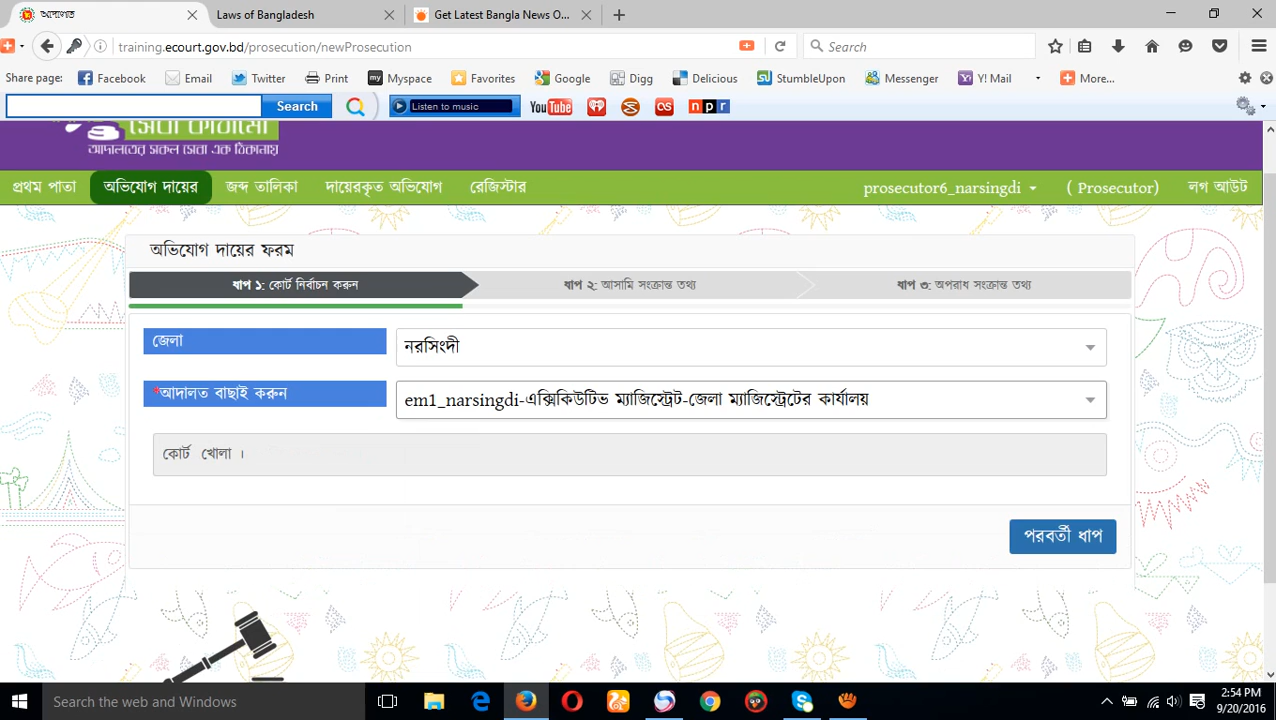 আদালত
Laws of Bangladesh
Get Latest Bangla News O...
training.ecourt.gov.bd/prosecution/newProsecution
Search
Share page:
Facebook
Email
Twitter
Print
Myspace
Favorites
Google
Digg
Delicious
StumbleUpon
Messenger
Y! Mail
More...
Search
Listen to music
YouTube
npr
সেবা কাঠামো
আদালতের সকল সেবা এক ঠিকানায়
প্রথম পাতা
অভিযোগ দায়ের
জব্দ তালিকা
দায়েরকৃত অভিযোগ
রেজিস্টার
prosecutor6_narsingdi
( Prosecutor)
লগ আউট
অভিযোগ দায়ের ফরম
ধাপ ১: কোর্ট নির্বাচন করুন
ধাপ ২: আসামি সংক্রান্ত তথ্য
ধাপ ৩: অপরাধ সংক্রান্ত তথ্য
জেলা
নরসিংদী
*আদালত বাছাই করুন
em1_narsingdi-এক্সিকিউটিভ ম্যাজিস্ট্রেট-জেলা ম্যাজিস্ট্রেটের কার্যালয়
কোর্ট খোলা ।
পরবর্তী ধাপ
Search the web and Windows
2:54 PM
9/20/2016